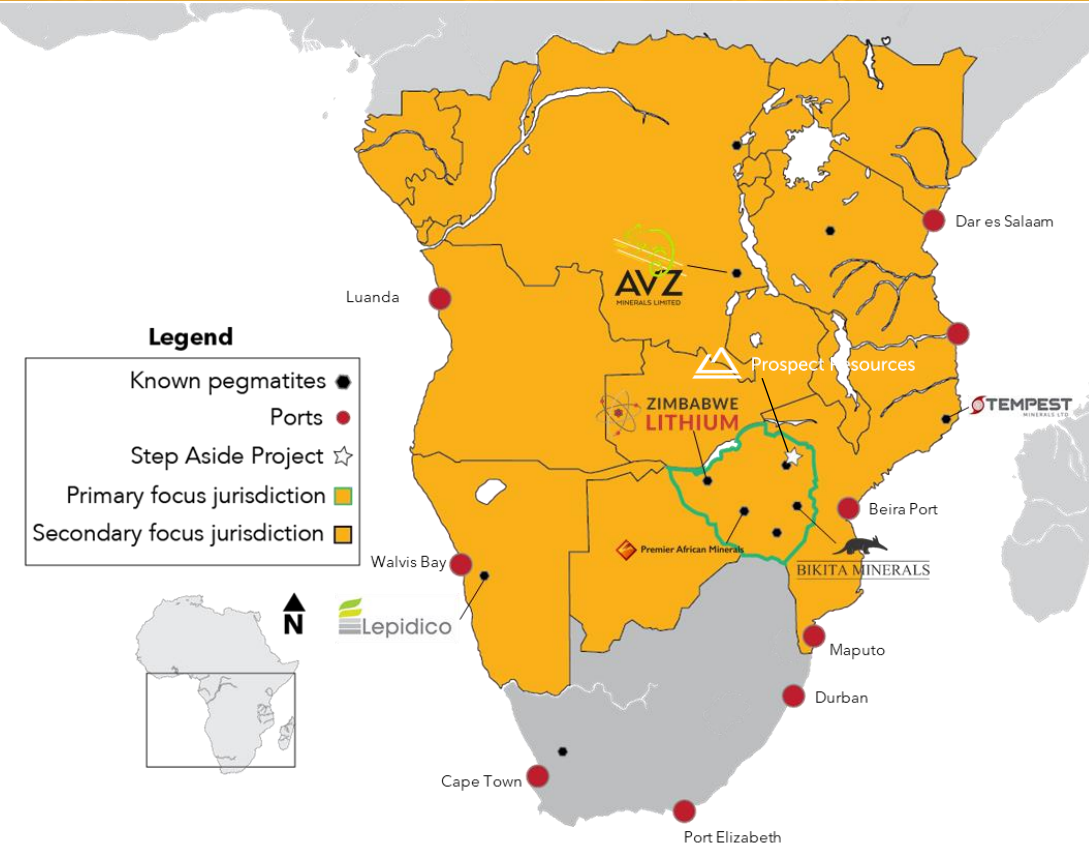 Dar es Salaam
AVZ
MINERALS LIMITED
Luanda
Legend
Known pegmatites
Ports
Step Aside Project
Primary focus jurisdiction
Secondary focus jurisdiction
Prospect Resources
ZIMBABWE
LITHIUM
TEMPEST
MINERALS LTD
Beira Port
Premier African Minerals
BIKITA MINERALS
Walvis Bay
N
Lepidico
Maputo
Durban
Cape Town
Port Elizabeth